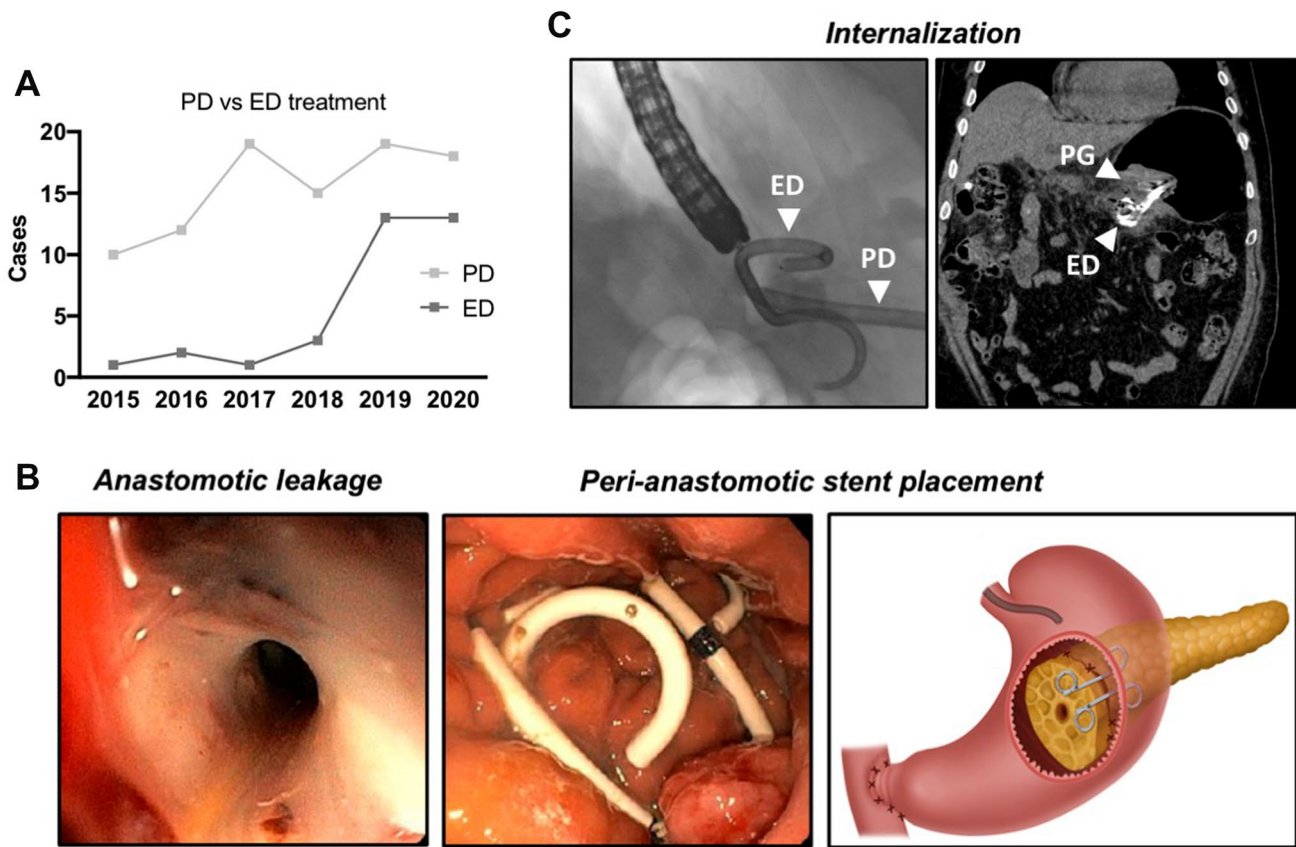 A
PD vs ED treatment
Cases
20
15
10
5
0
2015 2016 2017 2018 2019 2020
PD
ED
C
Internalization
ED
PD
PG
ED
B
Anastomotic leakage
Peri-anastomotic stent placement